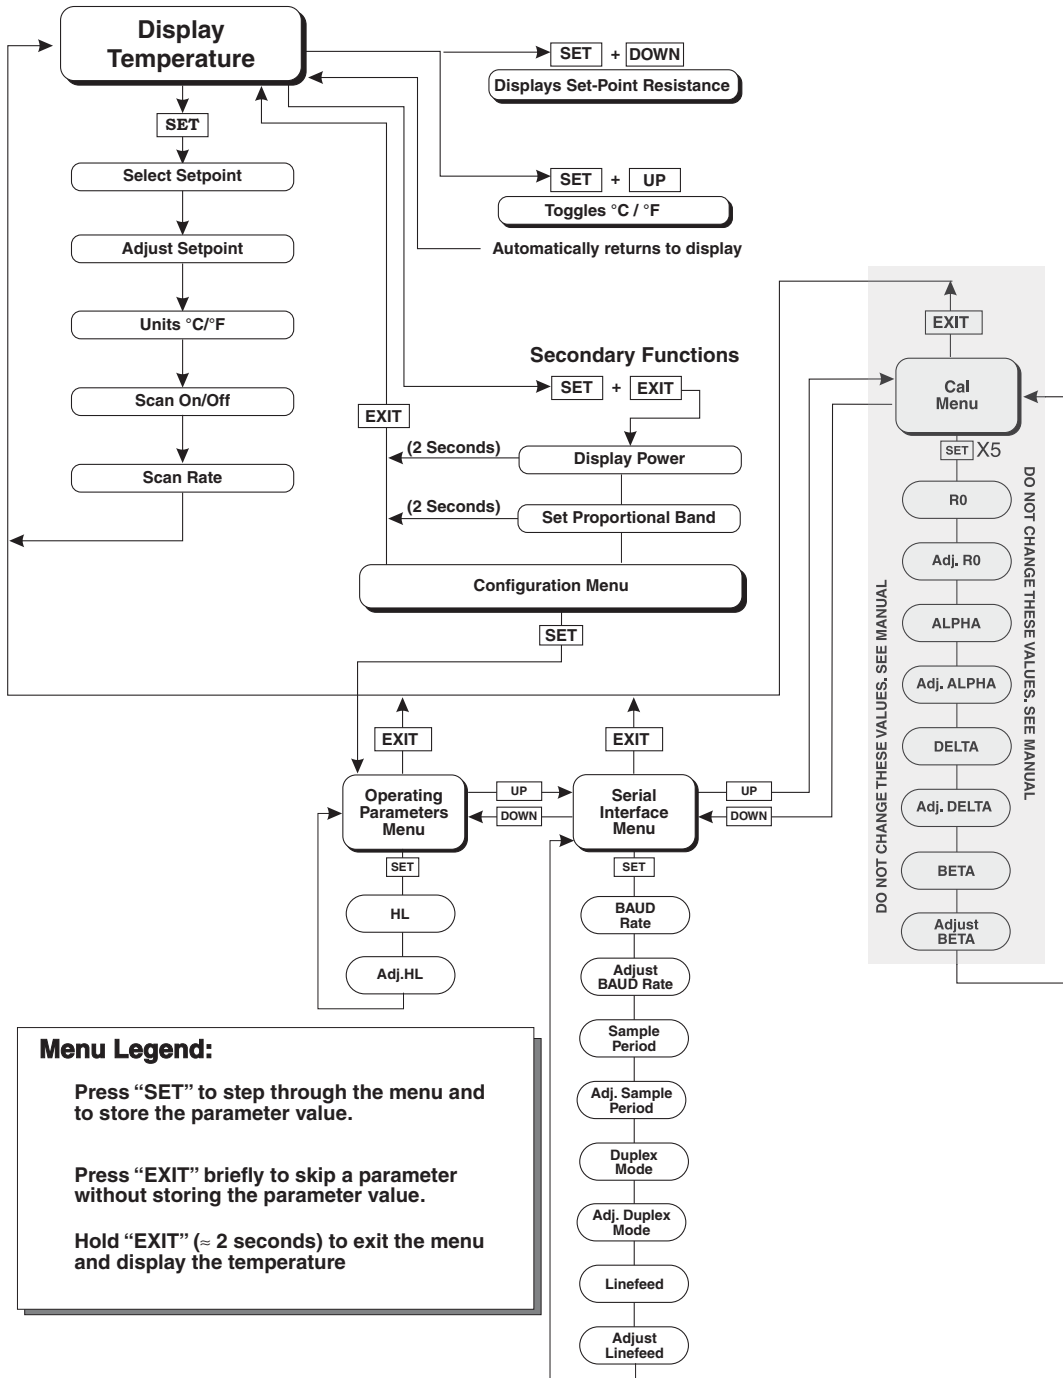 Display
Temperature
SET
Select Setpoint
Adjust Setpoint
Units °C/°F
Scan On/Off
Scan Rate
SET + DOWN
Displays Set-Point Resistance
SET + UP
Toggles °C / °F
Automatically returns to display
Secondary Functions
SET + EXIT
EXIT
(2 Seconds)
Display Power
(2 Seconds)
Set Proportional Band
Configuration Menu
SET
EXIT
Operating
Parameters
Menu
SET
HL
Adj.HL
UP
DOWN
EXIT
Serial
Interface
Menu
SET
BAUD
Rate
Adjust
BAUD Rate
Sample
Period
Adj. Sample
Period
Duplex
Mode
Adj. Duplex
Mode
Linefeed
Adjust
Linefeed
UP
DOWN
EXIT
Cal
Menu
SET X5
R0
Adj. R0
ALPHA
Adj. ALPHA
DELTA
Adj. DELTA
BETA
Adjust
BETA
DO NOT CHANGE THESE VALUES. SEE MANUAL
DO NOT CHANGE THESE VALUES. SEE MANUAL
Menu Legend:
Press “SET” to step through the menu and
to store the parameter value.
Press “EXIT” briefly to skip a parameter
without storing the parameter value.
Hold “EXIT” (≈ 2 seconds) to exit the menu
and display the temperature